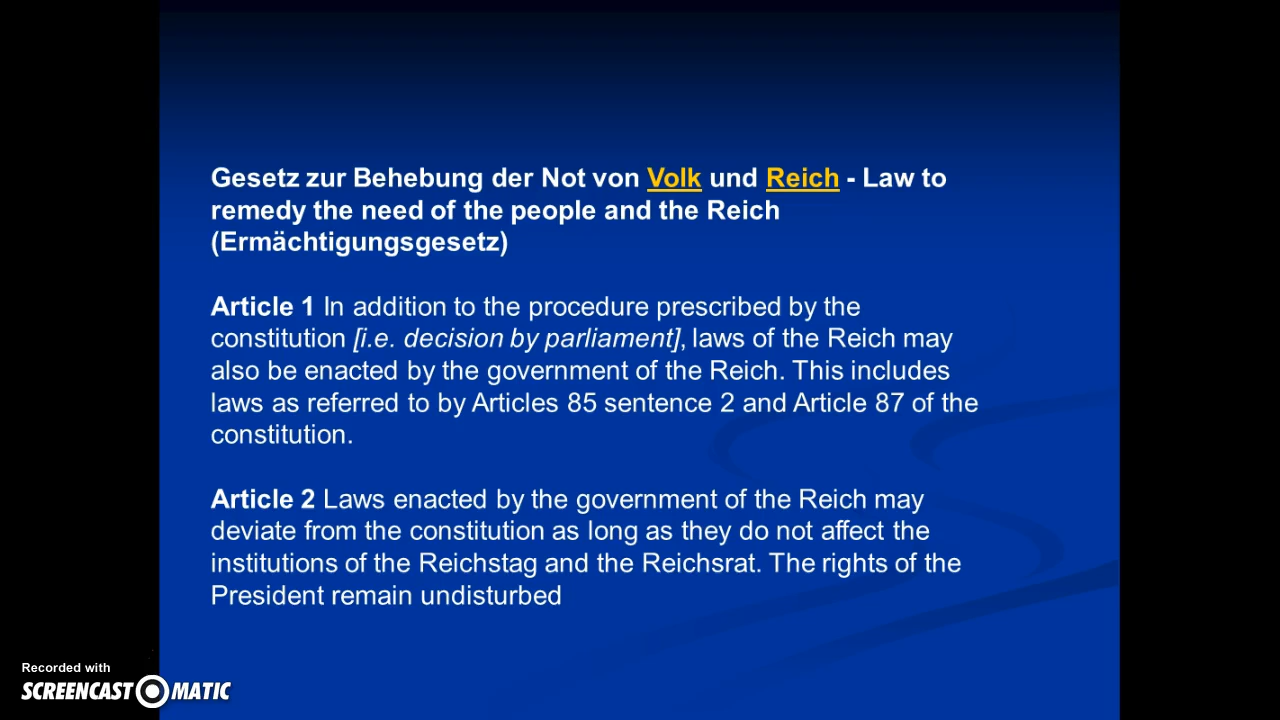 Gesetz zur Behebung der Not von Volk und Reich - Law to
remedy the need of the people and the Reich
(Ermächtigungsgesetz)
Article 1 In addition to the procedure prescribed by the
constitution [i.e. decision by parliament], laws of the Reich may
also be enacted by the government of the Reich. This includes
laws as referred to by Articles 85 sentence 2 and Article 87 of the
constitution.
Article 2 Laws enacted by the government of the Reich may
deviate from the constitution as long as they do not affect the
institutions of the Reichstag and the Reichsrat. The rights of the
President remain undisturbed
Recorded with
SCREENCAST-O-MATIC